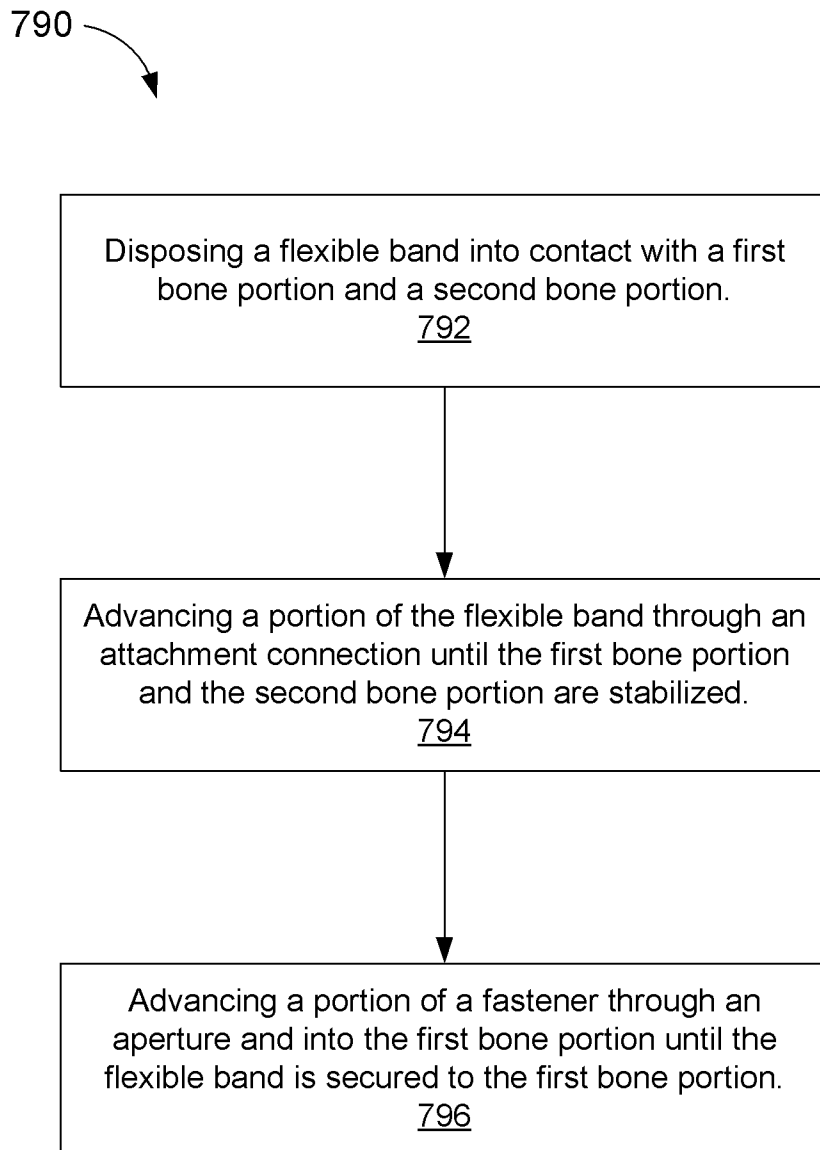 790
Disposing a flexible band into contact with a first
bone portion and a second bone portion.
792
Advancing a portion of the flexible band through an
attachment connection until the first bone portion
and the second bone portion are stabilized.
794
Advancing a portion of a fastener through an
aperture and into the first bone portion until the
flexible band is secured to the first bone portion.
796